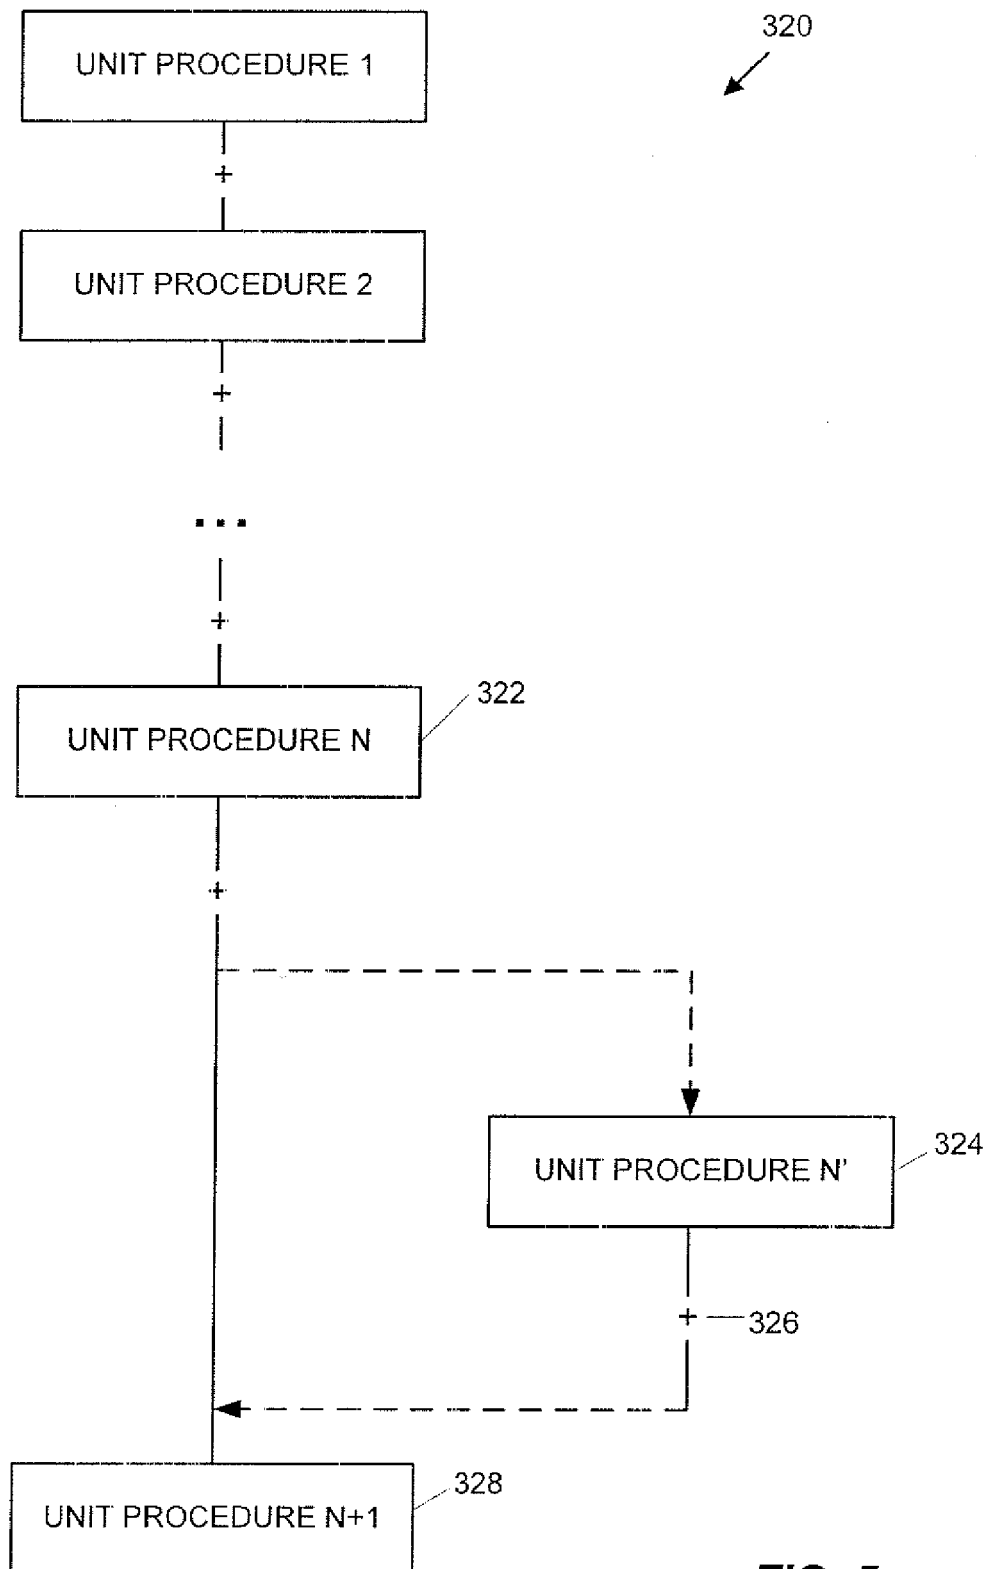 320
UNIT PROCEDURE 1
+
UNIT PROCEDURE 2
+
...
+
UNIT PROCEDURE N
322
+
UNIT PROCEDURE N'
324
+
326
UNIT PROCEDURE N+1
328